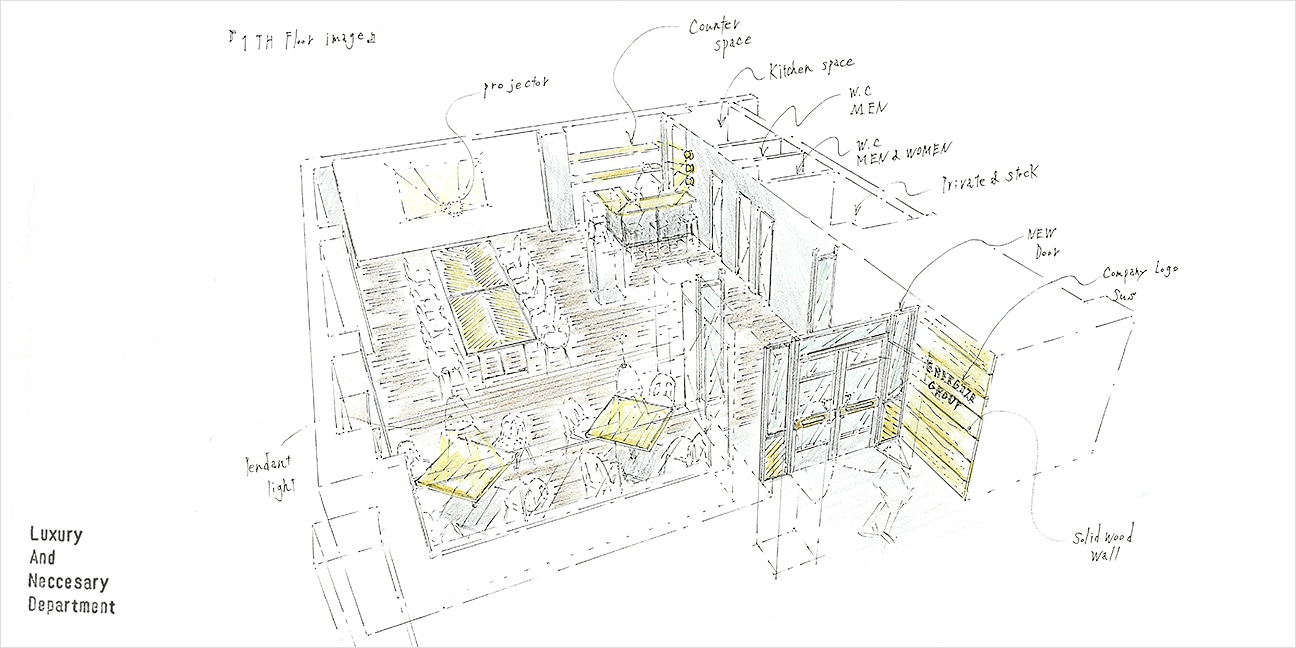 『1TH Floor image』
Counter
space
projector
Kitchen space
W.C
MEN
W.C
MEN & WOMEN
Private & stock
NEW
Door
Company Logo
Sus
ENERGIZE
GROUP
Pendant
light
Solid wood
Wall
Luxury
And
Neccesary
Department